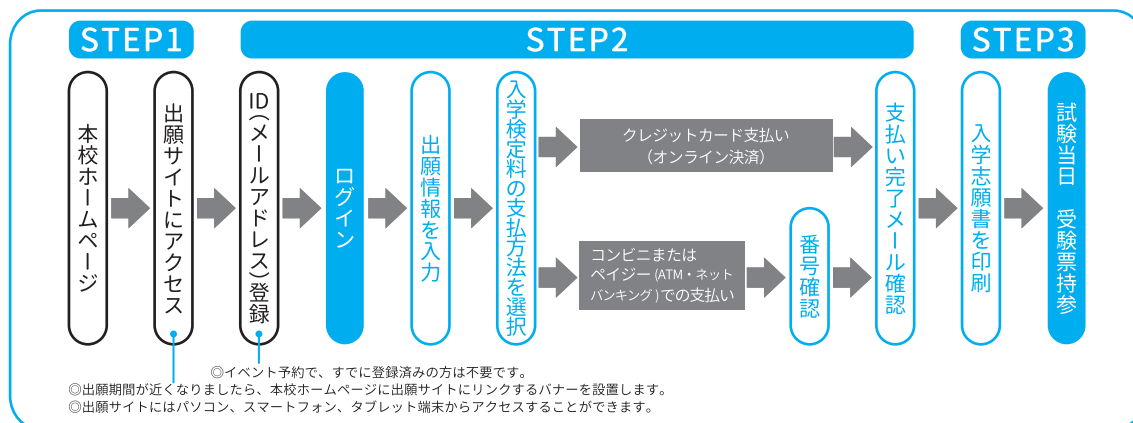 STEP1
STEP2
STEP3
本校ホームページ
出願サイトにアクセス
ID(メールアドレス)登録
ログイン
出願情報を入力
入学検定料の支払方法を選択
クレジットカード支払い
（オンライン決済）
コンビニまたは
ペイジー(ATM・ネット
バンキング)での支払い
番号確認
支払い完了メール確認
入学志願書を印刷
試験当日　受験票持参
◎イベント予約で、すでに登録済みの方は不要です。
◎出願期間が近くなりましたら、本校ホームページに出願サイトにリンクするバナーを設置します。
◎出願サイトにはパソコン、スマートフォン、タブレット端末からアクセスすることができます。